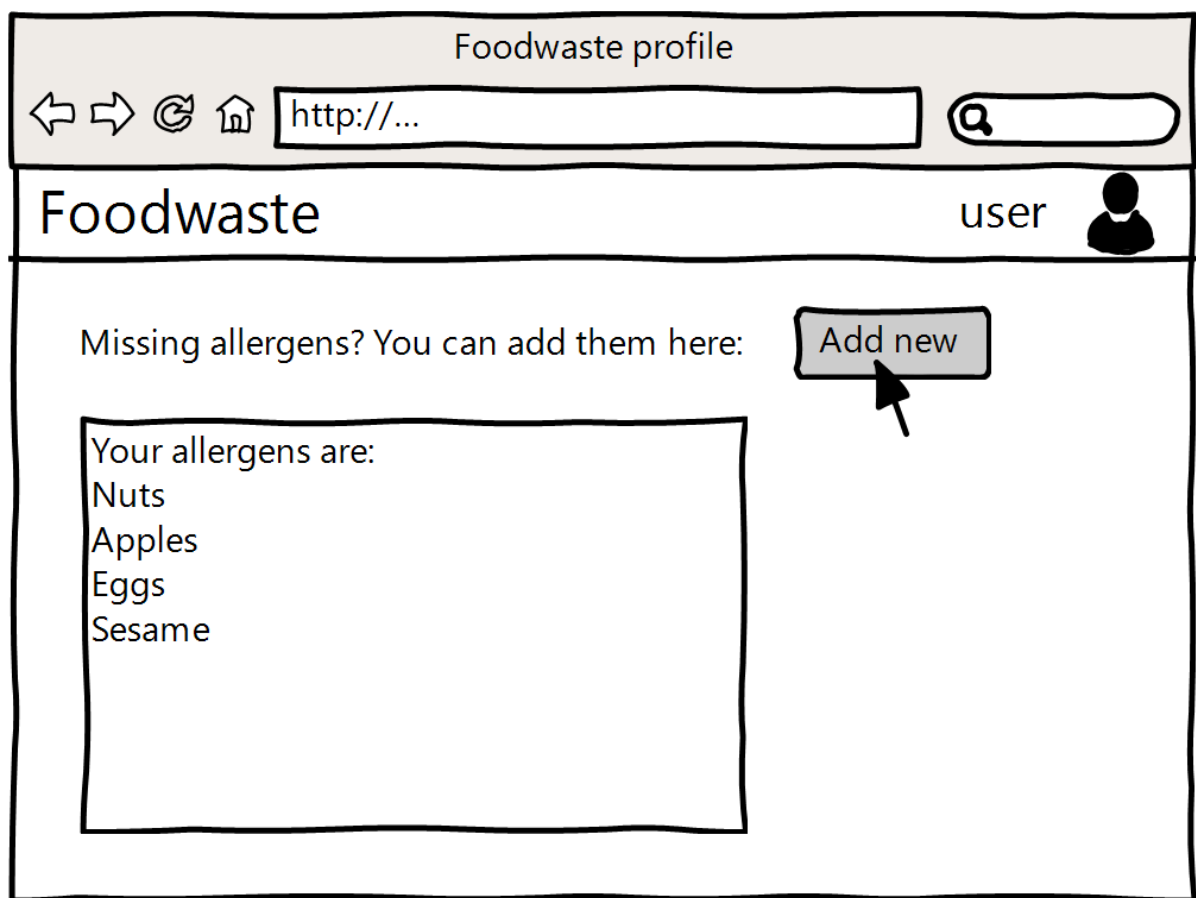 Foodwaste profile
http://...
Foodwaste
user
Missing allergens? You can add them here:
Add new
Your allergens are:
Nuts
Apples
Eggs
Sesame